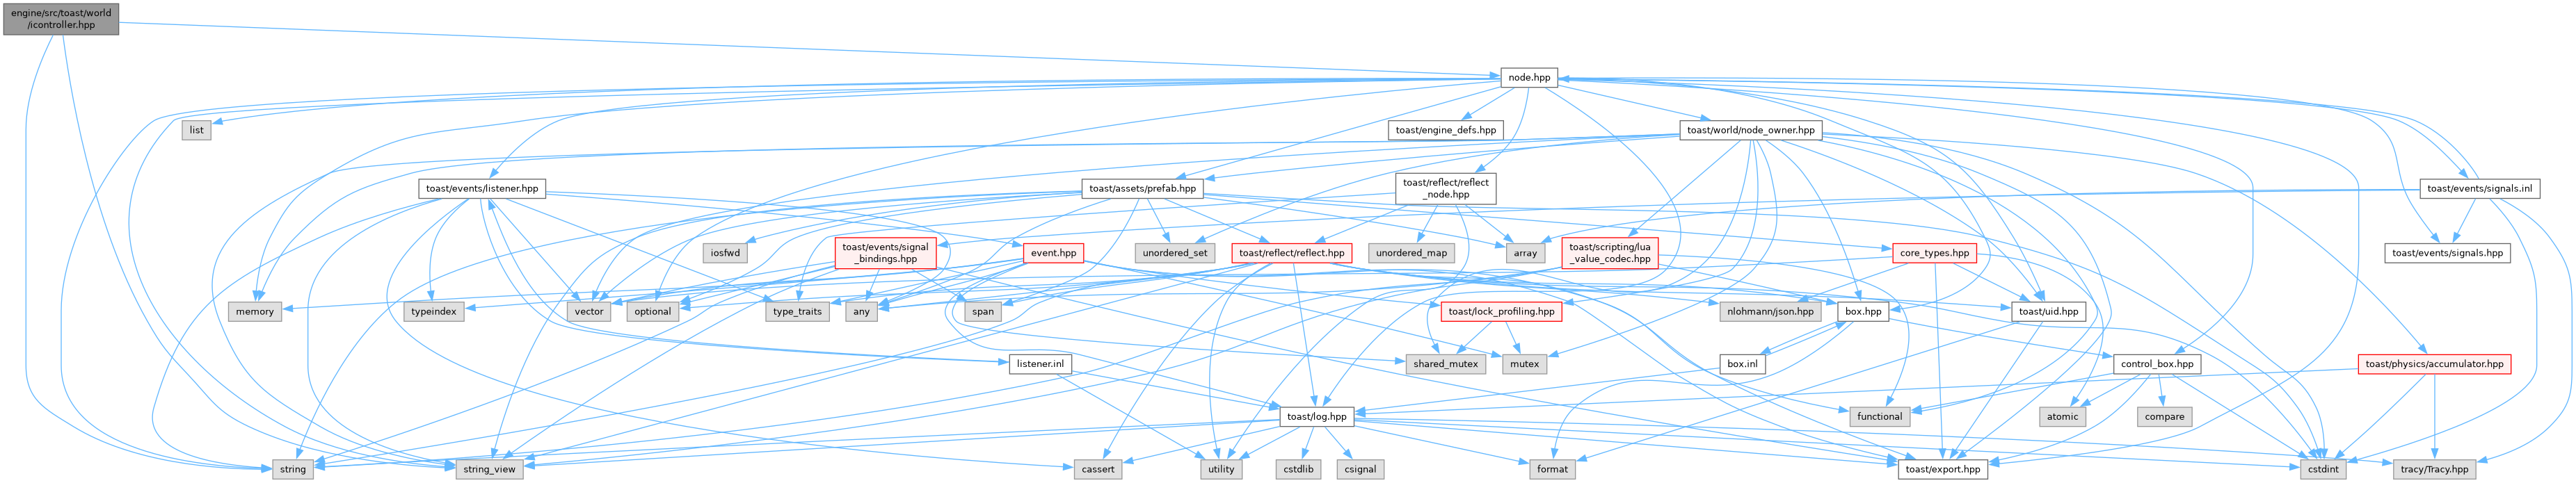 engine/src/toast/world
/icontroller.hpp
node.hpp
list
toast/engine_defs.hpp
toast/world/node_owner.hpp
toast/events/listener.hpp
toast/assets/prefab.hpp
toast/reflect/reflect
_node.hpp
toast/events/signals.inl
iosfwd
toast/events/signal
_bindings.hpp
unordered_set
event.hpp
toast/reflect/reflect.hpp
unordered_map
array
toast/scripting/lua
_value_codec.hpp
core_types.hpp
toast/events/signals.hpp
memory
typeindex
vector
optional
type_traits
any
span
toast/lock_profiling.hpp
nlohmann/json.hpp
box.hpp
toast/uid.hpp
listener.inl
shared_mutex
mutex
box.inl
control_box.hpp
toast/physics/accumulator.hpp
toast/log.hpp
functional
atomic
compare
string
string_view
cassert
utility
cstdlib
csignal
format
toast/export.hpp
cstdint
tracy/Tracy.hpp